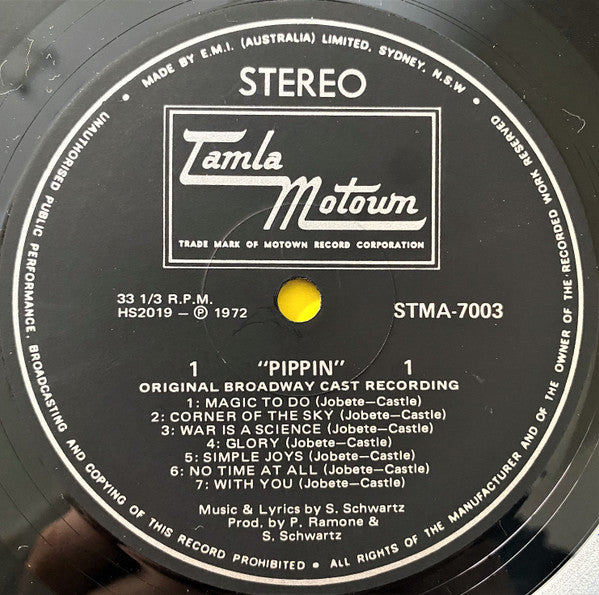 MADE BY E.M.I. (AUSTRALIA) LIMITED, SYDNEY, N.S.W •
STEREO
Tamla
Motown
TRADE MARK OF MOTOWN RECORD CORPORATION
33 1/3 R.P.M.
HS2019 – ℗ 1972
STMA-7003
1 "PIPPIN" 1
ORIGINAL BROADWAY CAST RECORDING
1: MAGIC TO DO (Jobete–Castle)
2: CORNER OF THE SKY (Jobete–Castle)
3: WAR IS A SCIENCE (Jobete–Castle)
4: GLORY (Jobete–Castle)
5: SIMPLE JOYS (Jobete–Castle)
6: NO TIME AT ALL (Jobete–Castle)
7: WITH YOU (Jobete–Castle)
Music & Lyrics by S. Schwartz
Prod. by P. Ramone &
S. Schwartz
• ALL RIGHTS OF THE MANUFACTURER AND OF THE OWNER OF THE RECORDED WORK RESERVED •
UNAUTHORISED PUBLIC PERFORMANCE, BROADCASTING AND COPYING OF THIS RECORD PROHIBITED